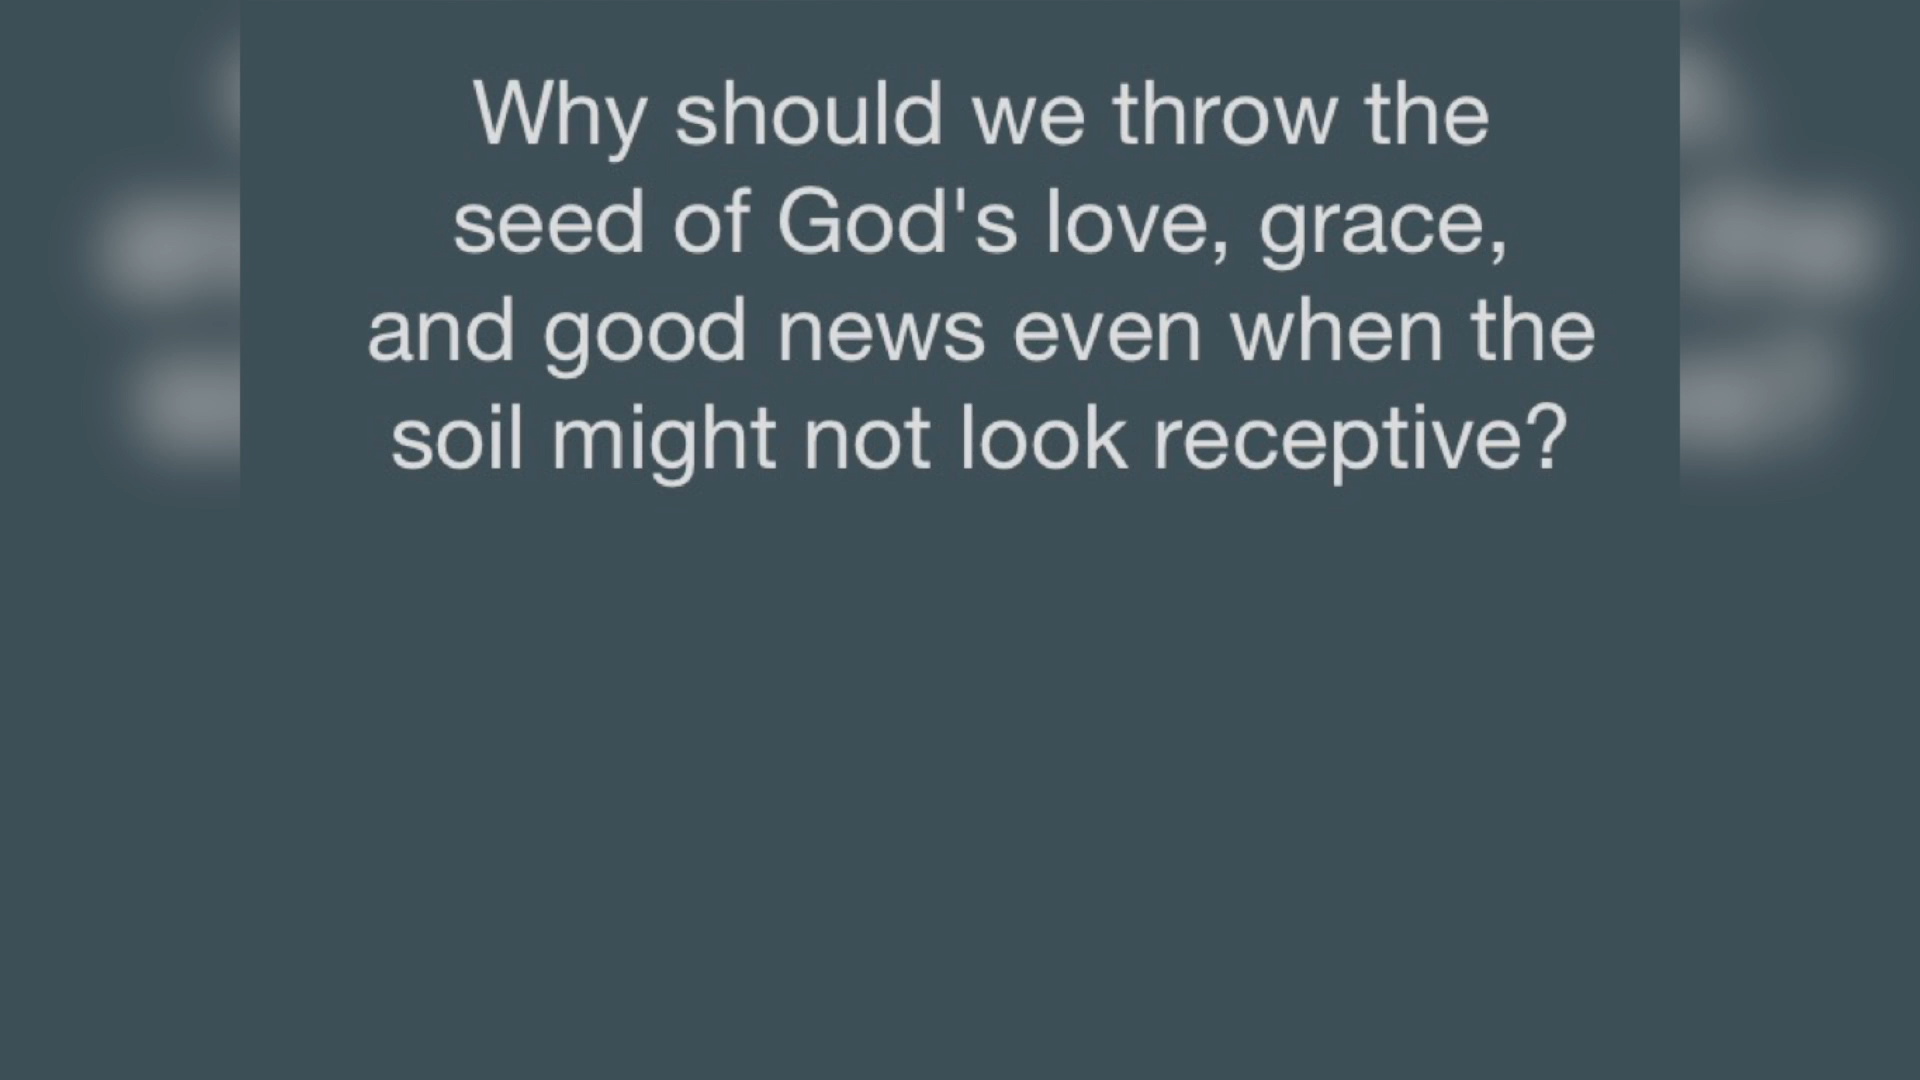 Why should we throw the
seed of God's love, grace,
and good news even when the
soil might not look receptive?